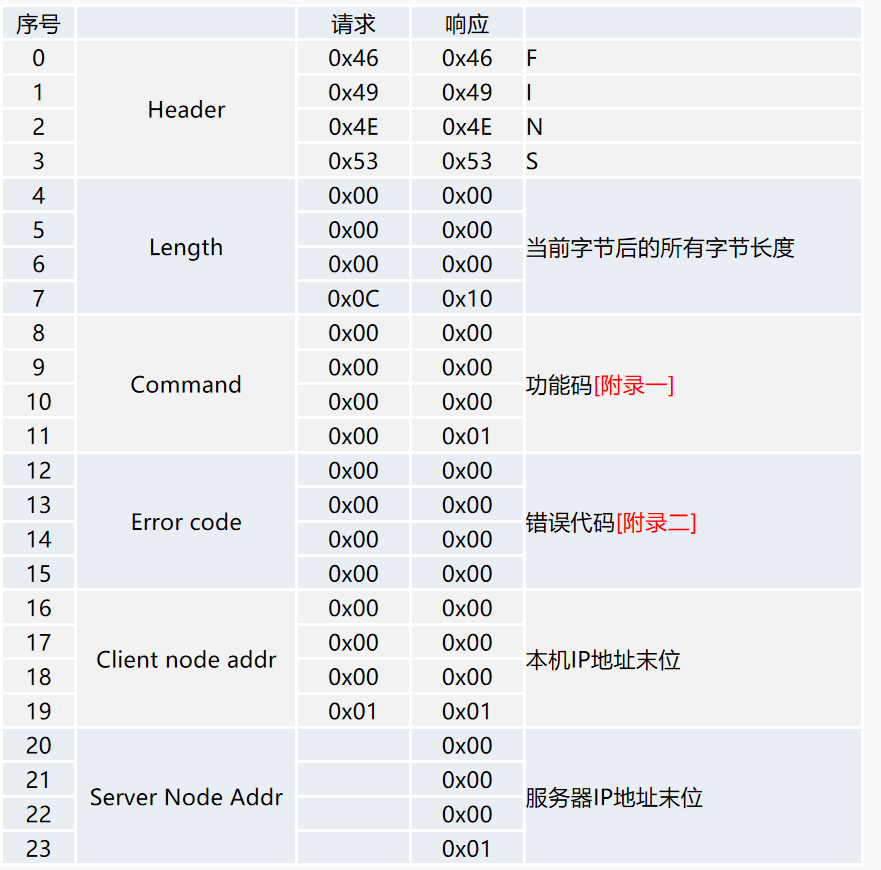 序号 请求 响应
0 Header 0x46 0x46 F
1 0x49 0x49 I
2 0x4E 0x4E N
3 0x53 0x53 S
4 Length 0x00 0x00 当前字节后的所有字节长度
5 0x00 0x00
6 0x00 0x00
7 0x0C 0x10
8 Command 0x00 0x00 功能码[附录一]
9 0x00 0x00
10 0x00 0x00
11 0x00 0x01
12 Error code 0x00 0x00 错误代码[附录二]
13 0x00 0x00
14 0x00 0x00
15 0x00 0x00
16 Client node addr 0x00 0x00 本机IP地址末位
17 0x00 0x00
18 0x00 0x00
19 0x01 0x01
20 Server Node Addr 0x00 服务器IP地址末位
21 0x00
22 0x00
23 0x01